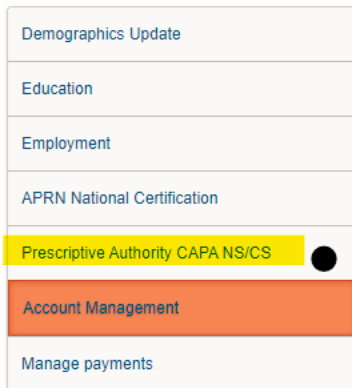 Demographics Update
Education
Employment
APRN National Certification
Prescriptive Authority CAPA NS/CS
Account Management
Manage payments